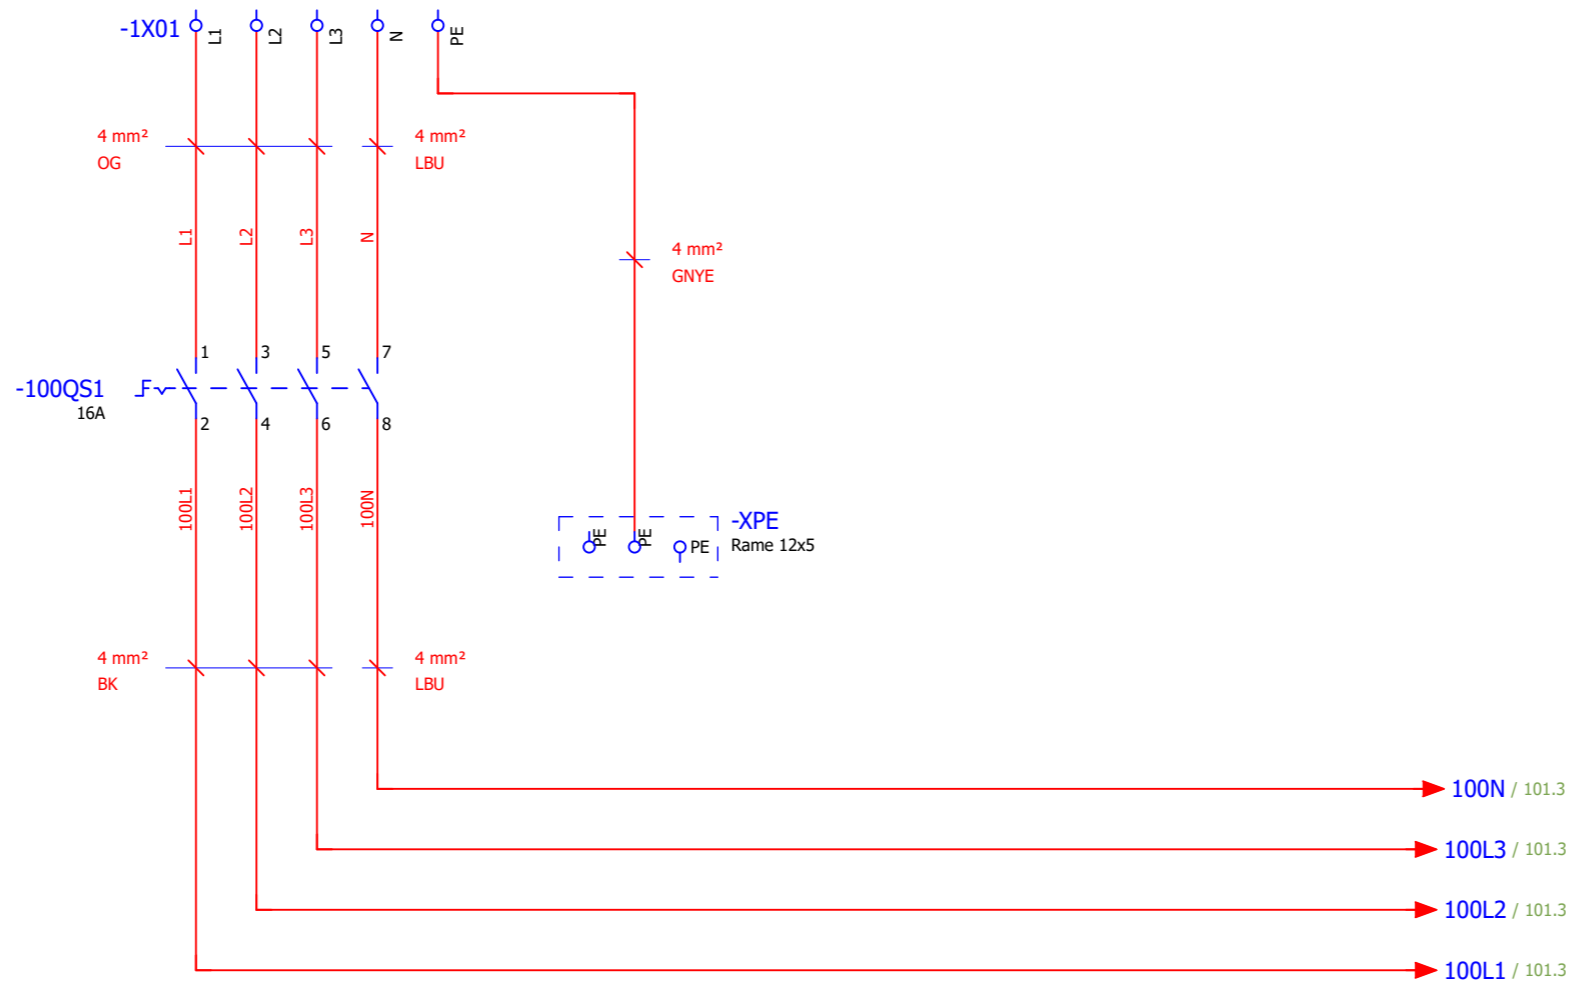 -1X01
L1
L2
L3
N
PE
4 mm²
OG
4 mm²
LBU
L1
L2
L3
N
4 mm²
GNYE
1
3
5
7
-100QS1
16A
2
4
6
8
100L1
100L2
100L3
100N
-XPE
Rame 12x5
PE
PE
PE
4 mm²
BK
4 mm²
LBU
100N / 101.3
100L3 / 101.3
100L2 / 101.3
100L1 / 101.3